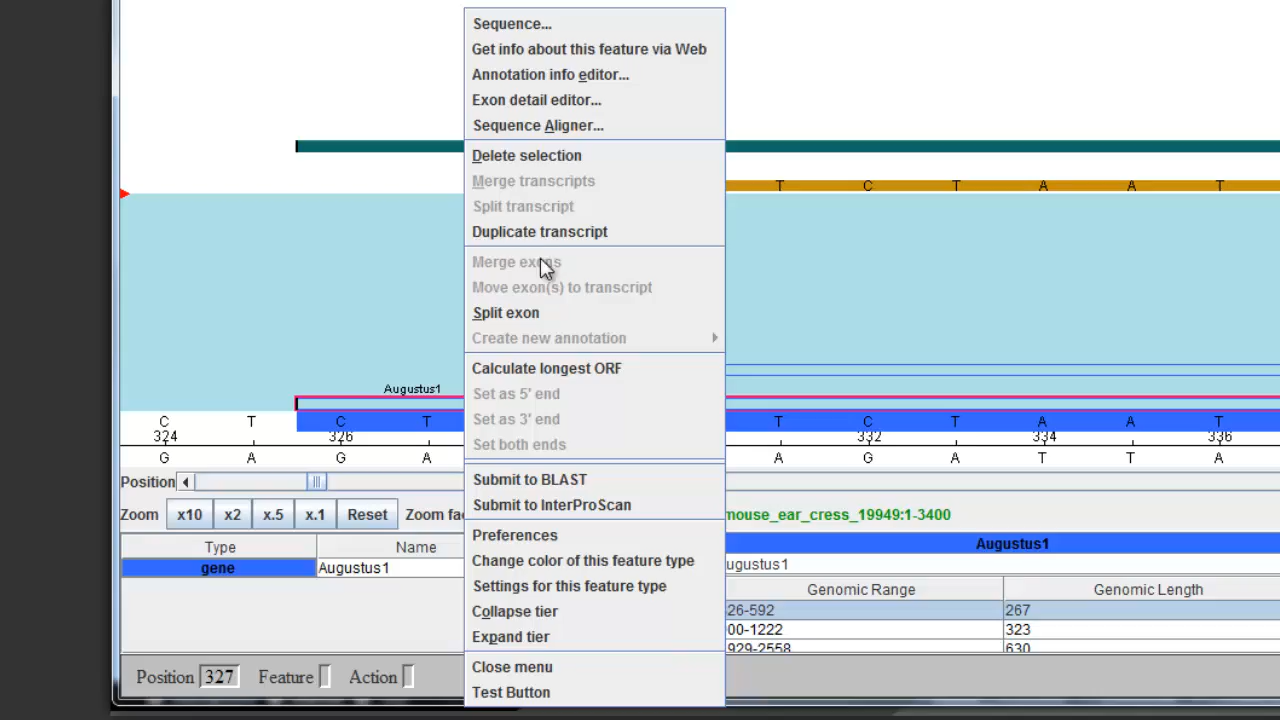 Sequence...
Get info about this feature via Web
Annotation info editor...
Exon detail editor...
Sequence Aligner...
Delete selection
Merge transcripts
Split transcript
Duplicate transcript
Merge exons
Move exon(s) to transcript
Split exon
Create new annotation
Calculate longest ORF
Set as 5' end
Set as 3' end
Set both ends
Submit to BLAST
Submit to InterProScan
Preferences
Change color of this feature type
Settings for this feature type
Collapse tier
Expand tier
Close menu
Test Button
T C T A A T
Augustus1
C T C T T C T A A T
324 326 332 334 336
G A G A A G A T T A
Position
Zoom x10 x2 x.5 x.1 Reset Zoom fa
mouse_ear_cress_19949:1-3400
Type Name
gene Augustus1
Augustus1
ugustus1
Genomic Range Genomic Length
26-592 267
00-1222 323
929-2558 630
Position 327 Feature Action